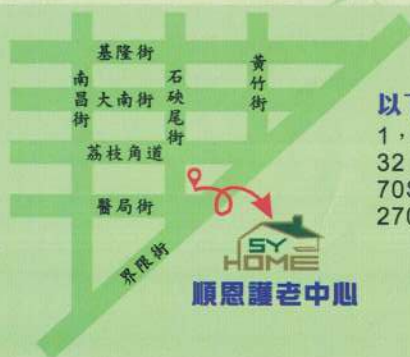 基隆街
南昌街
大南街
石硤尾街
黃竹街
荔枝角道
醫局街
界限街
SY
HOME
順恩護老中心
以
1，
32
70S
270